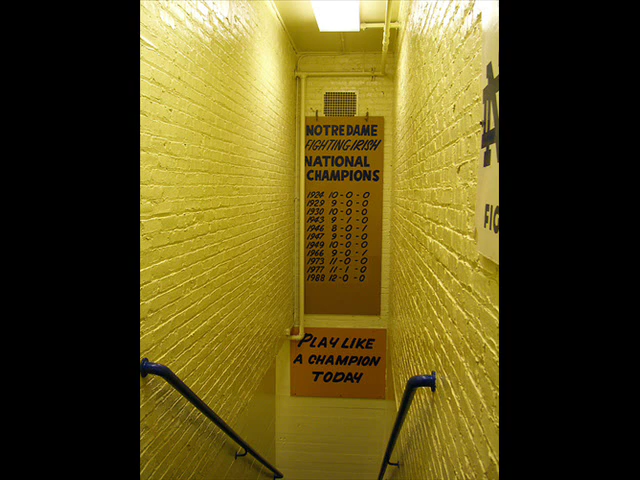 NOTRE DAME
FIGHTING IRISH
NATIONAL
CHAMPIONS
1924 10-0-0
1929 9-0-0
1930 10-0-0
1943 9-1-0
1946 8-0-1
1947 9-0-0
1949 10-0-0
1966 9-0-1
1973 11-0-0
1977 11-1-0
1988 12-0-0
PLAY LIKE
A CHAMPION
TODAY
ND
FIG